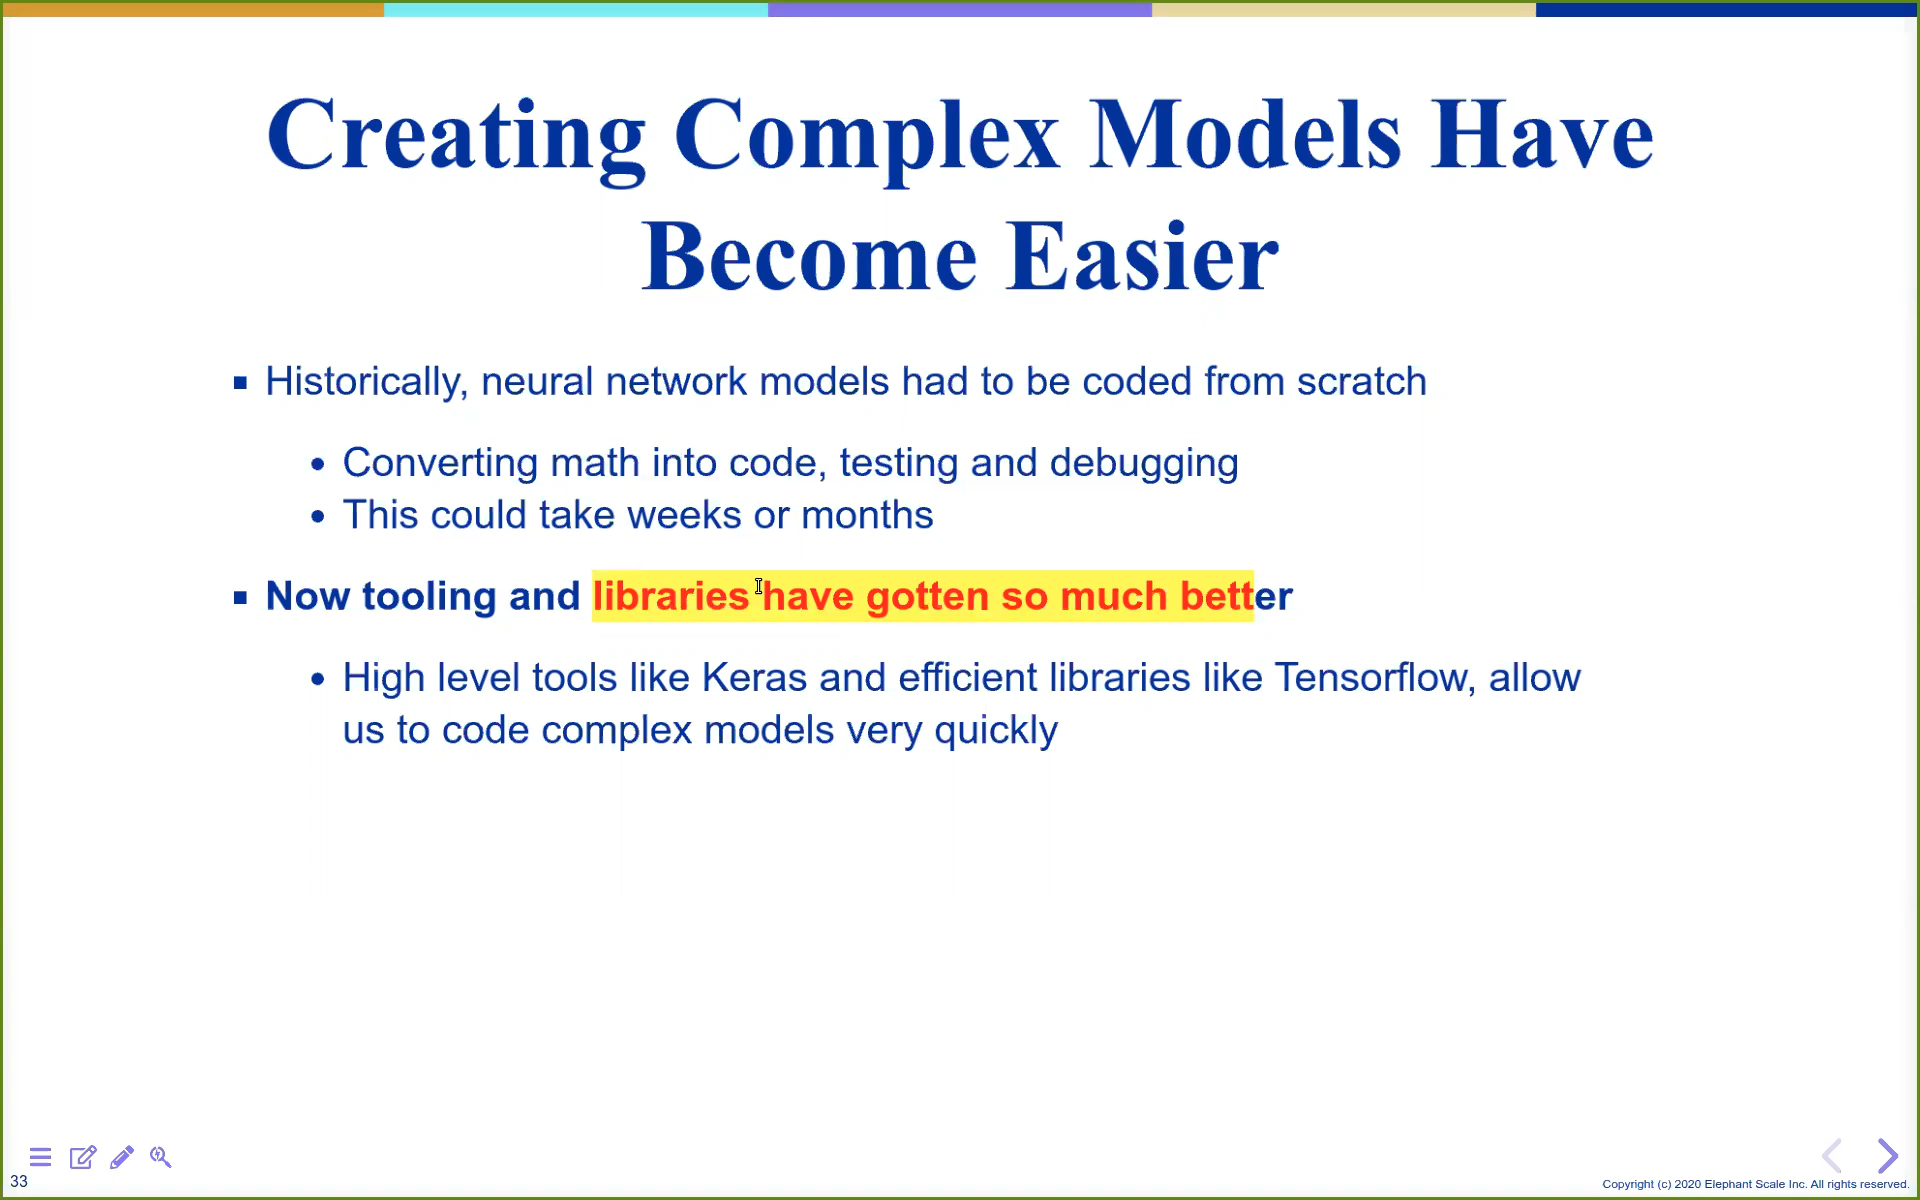 Creating Complex Models Have
Become Easier
Historically, neural network models had to be coded from scratch
Converting math into code, testing and debugging
This could take weeks or months
Now tooling and libraries have gotten so much better
High level tools like Keras and efficient libraries like Tensorflow, allow
us to code complex models very quickly
33
Copyright (c) 2020 Elephant Scale Inc. All rights reserved.